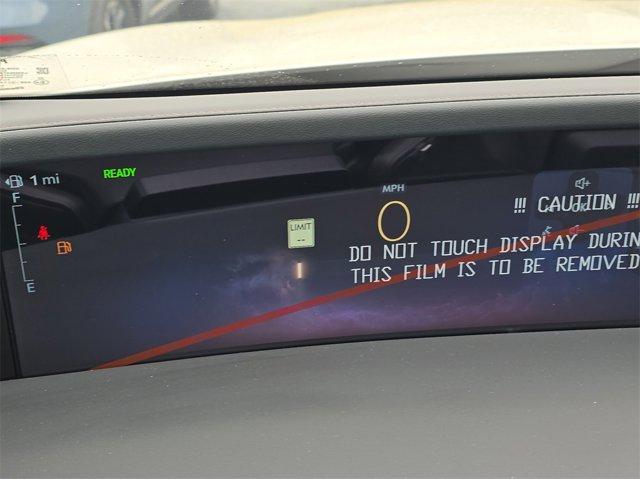 1 mi
READY
F
E
LIMIT
--
MPH
0
!!! CAUTION !!!
DO NOT TOUCH DISPLAY DURIN
THIS FILM IS TO BE REMOVED